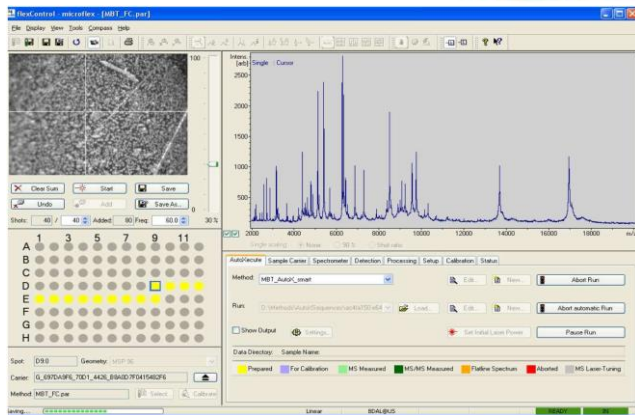 flexControl - microflex - [MBT_FC.par]
File Display View Tools Compass Help
100
0
30 %
Clear Sum Start Save
Undo Add Save As...
Shots: 40 / 40 Added: 80 Freq: 60.0
Intens.
[arb]
Single : Cursor
2500
2000
1500
1000
500
2000 4000 6000 8000 10000 12000 14000 16000 18000 m/z
1 3 5 7 9 11
A
B
C
D
E
F
G
H
Spot: D9:0 Geometry: MSP 96
Carrier:
Method: MBT_FC.par Select Calibrate
AutoXecute Sample Carrier Spectrometer Detection Processing Setup Calibration Status
Method: MBT_AutoX_smart Edit... New... Abort Run
Run: Load... Edit... New... Abort automatic Run
Show Output Settings... Set Initial Laser Power Pause Run
Data Directory: Sample Name:
Prepared For Calibration MS Measured MS/MS Measured Flatline Spectrum Aborted MS Laser-Tuning
Saving... Linear BDAL@US READY IN